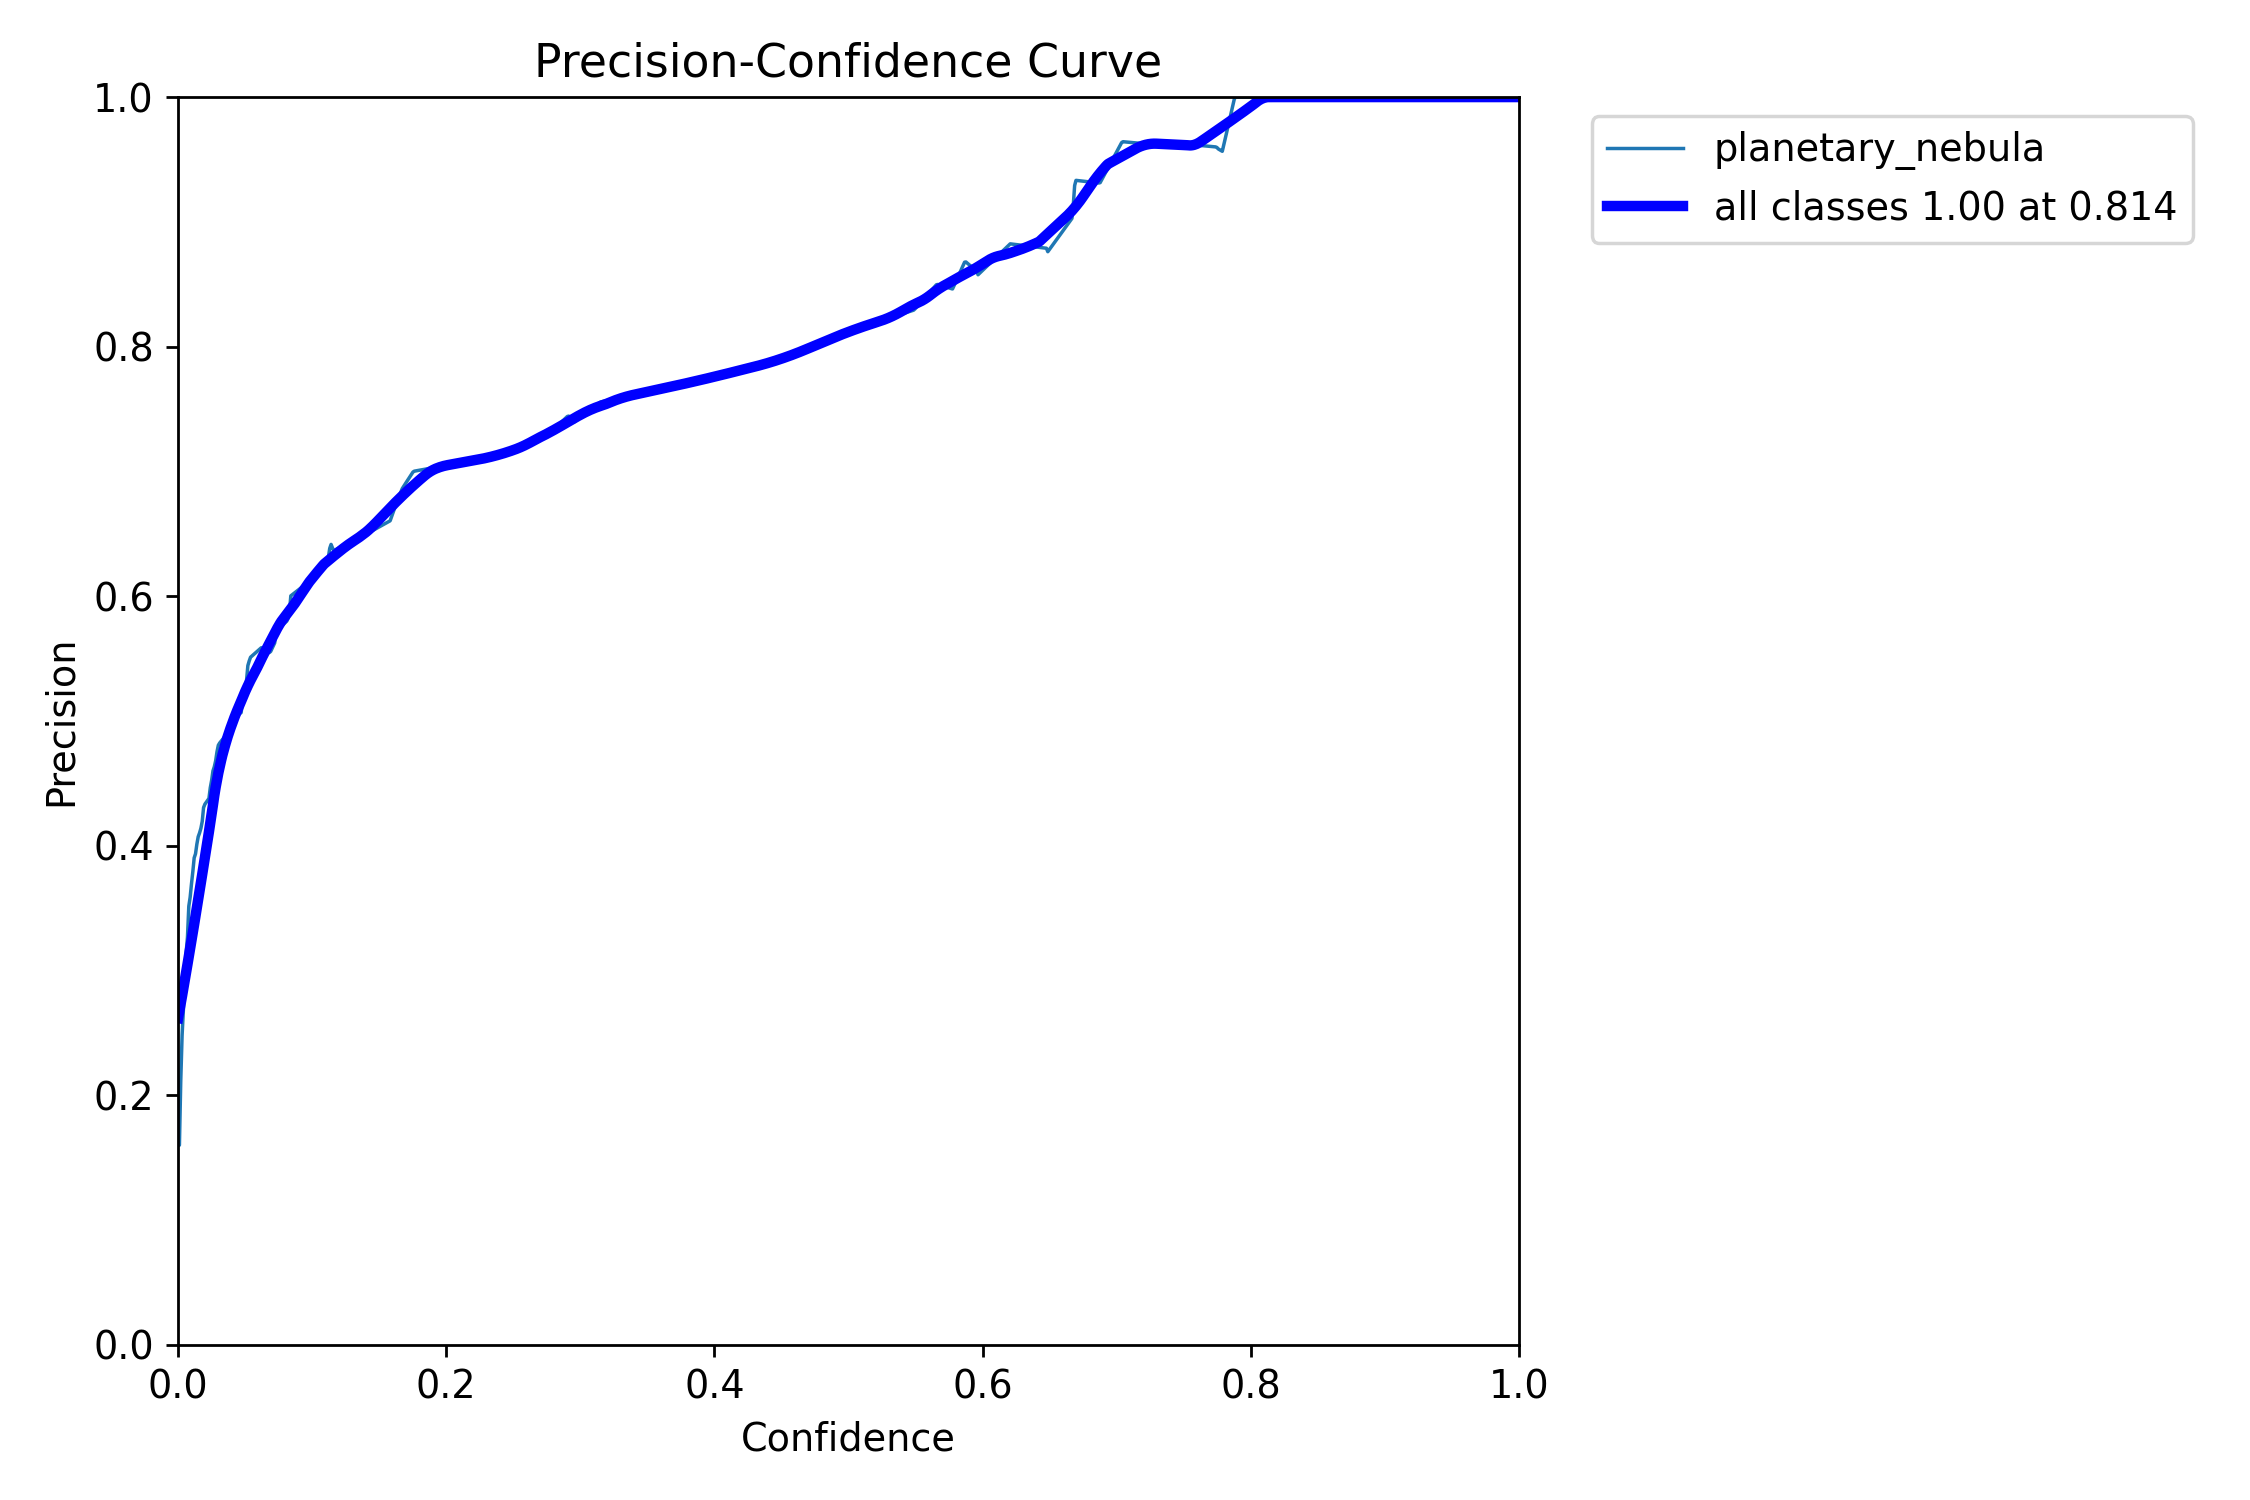 Precision-Confidence Curve
1.0
0.8
0.6
0.4
0.2
0.0
Precision
0.0 0.2 0.4 0.6 0.8 1.0
Confidence
planetary_nebula
all classes 1.00 at 0.814